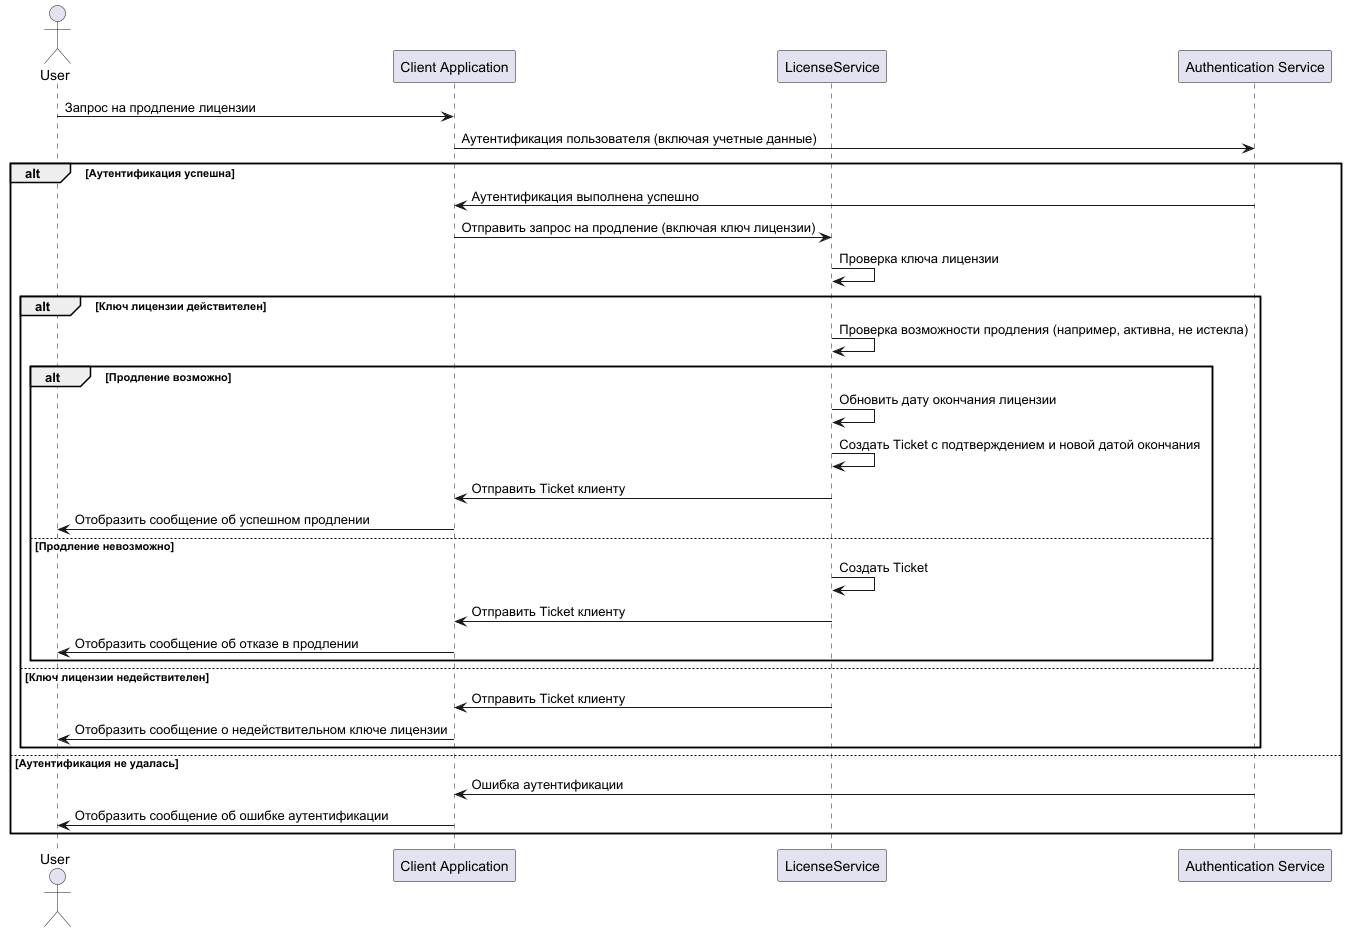 User
Client Application
LicenseService
Authentication Service
Запрос на продление лицензии
Аутентификация пользователя (включая учетные данные)
alt
[Аутентификация успешна]
Аутентификация выполнена успешно
Отправить запрос на продление (включая ключ лицензии)
Проверка ключа лицензии
alt
[Ключ лицензии действителен]
Проверка возможности продления (например, активна, не истекла)
alt
[Продление возможно]
Обновить дату окончания лицензии
Создать Ticket с подтверждением и новой датой окончания
Отправить Ticket клиенту
Отобразить сообщение об успешном продлении
[Продление невозможно]
Создать Ticket
Отправить Ticket клиенту
Отобразить сообщение об отказе в продлении
[Ключ лицензии недействителен]
Отправить Ticket клиенту
Отобразить сообщение о недействительном ключе лицензии
[Аутентификация не удалась]
Ошибка аутентификации
Отобразить сообщение об ошибке аутентификации
User
Client Application
LicenseService
Authentication Service